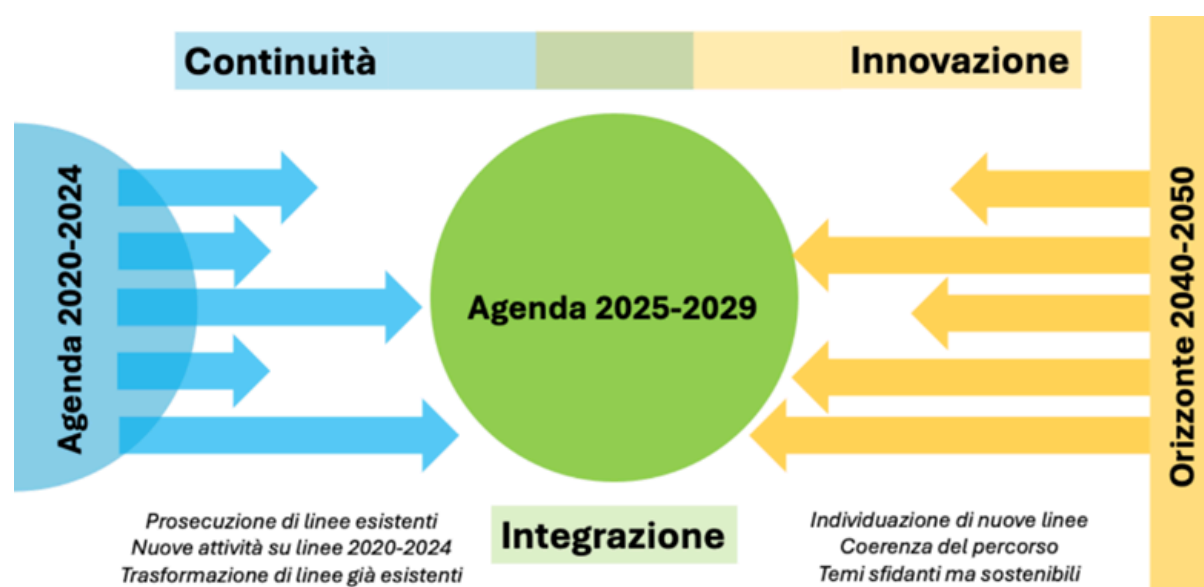 Continuità
Innovazione
Agenda 2020-2024
Agenda 2025-2029
Orizzonte 2040-2050
Prosecuzione di linee esistenti
Nuove attività su linee 2020-2024
Trasformazione di linee già esistenti
Integrazione
Individuazione di nuove linee
Coerenza del percorso
Temi sfidanti ma sostenibili